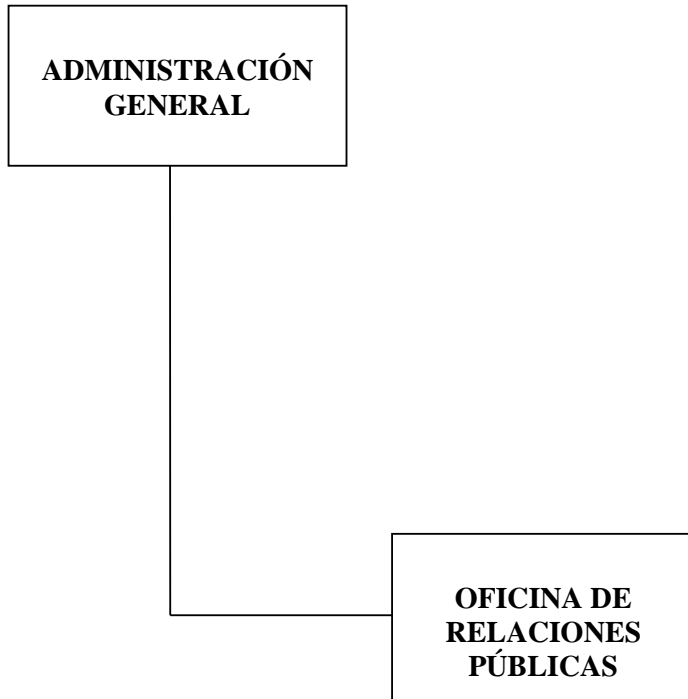 ADMINISTRACIÓN
GENERAL
OFICINA DE
RELACIONES
PÚBLICAS